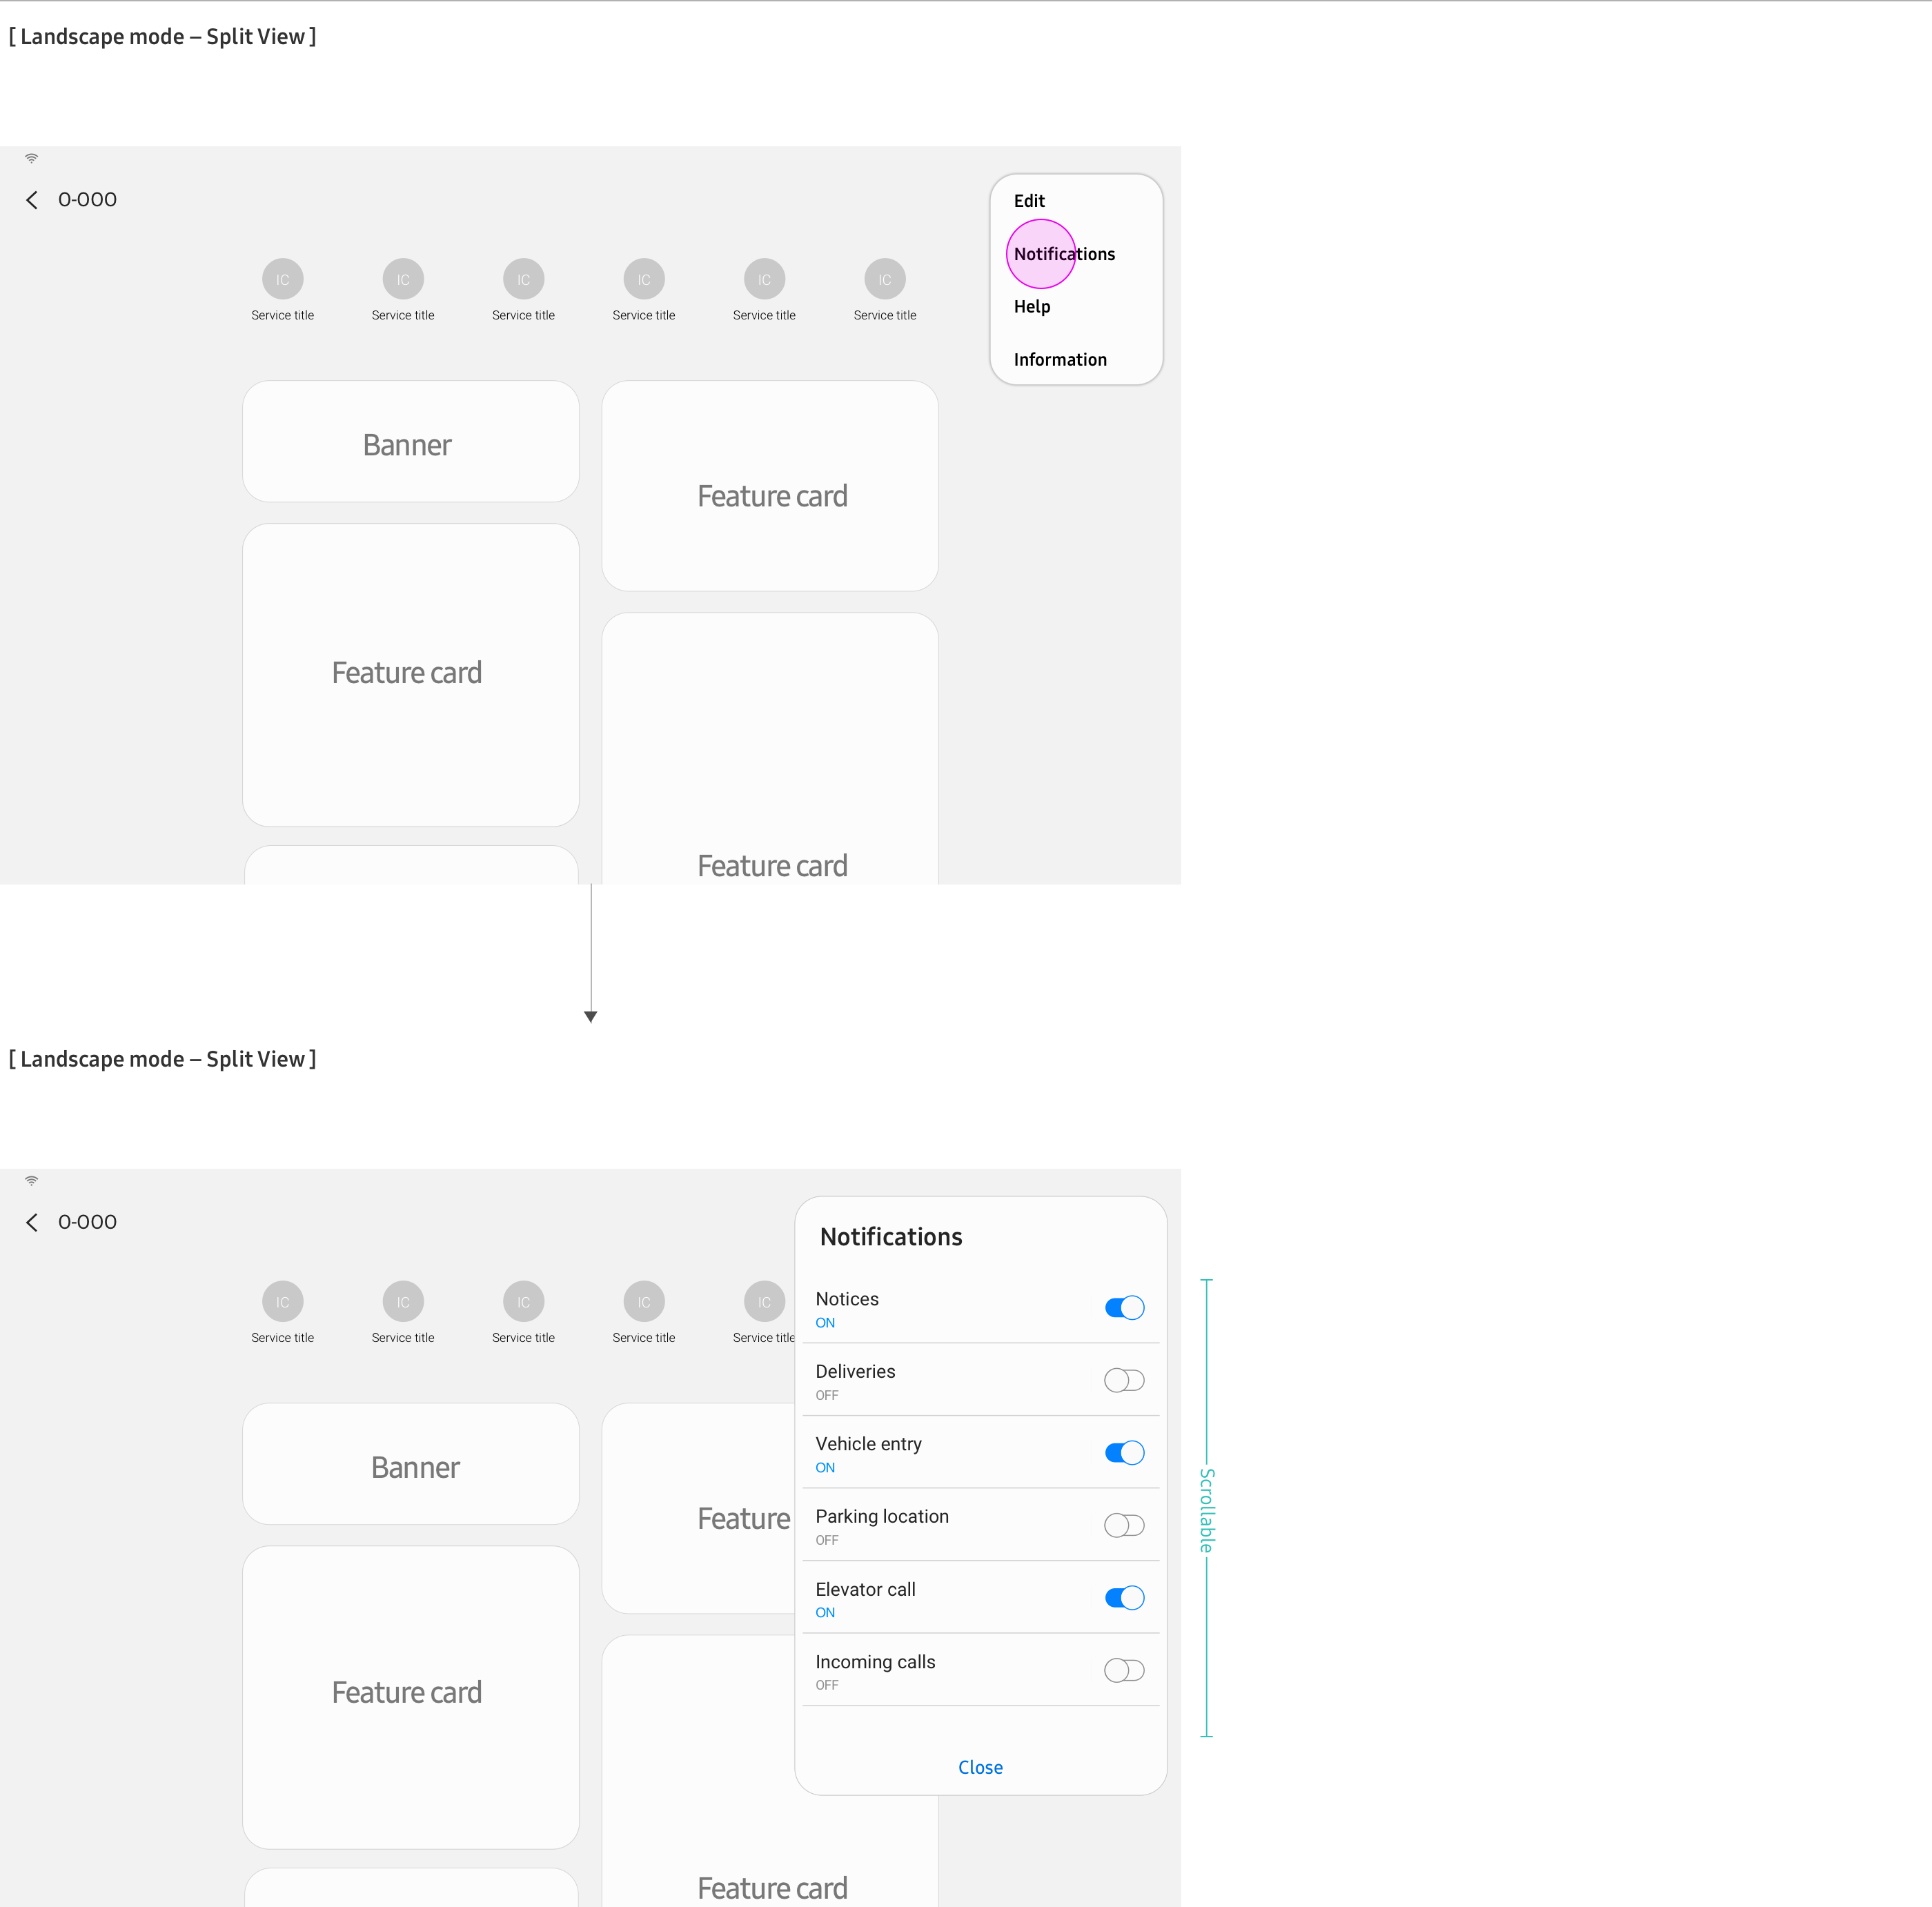 [ Landscape mode – Split View ]
0-000
Edit
Notifications
Help
Information
IC IC IC IC IC IC
Service title Service title Service title Service title Service title Service title
Banner
Feature card
Feature card
Feature card
[ Landscape mode – Split View ]
0-000
IC IC IC IC IC
Service title Service title Service title Service title Service title
Banner
Feature
Feature card
Feature card
Notifications
Notices
ON
Deliveries
OFF
Vehicle entry
ON
Parking location
OFF
Elevator call
ON
Incoming calls
OFF
Close
Scrollable